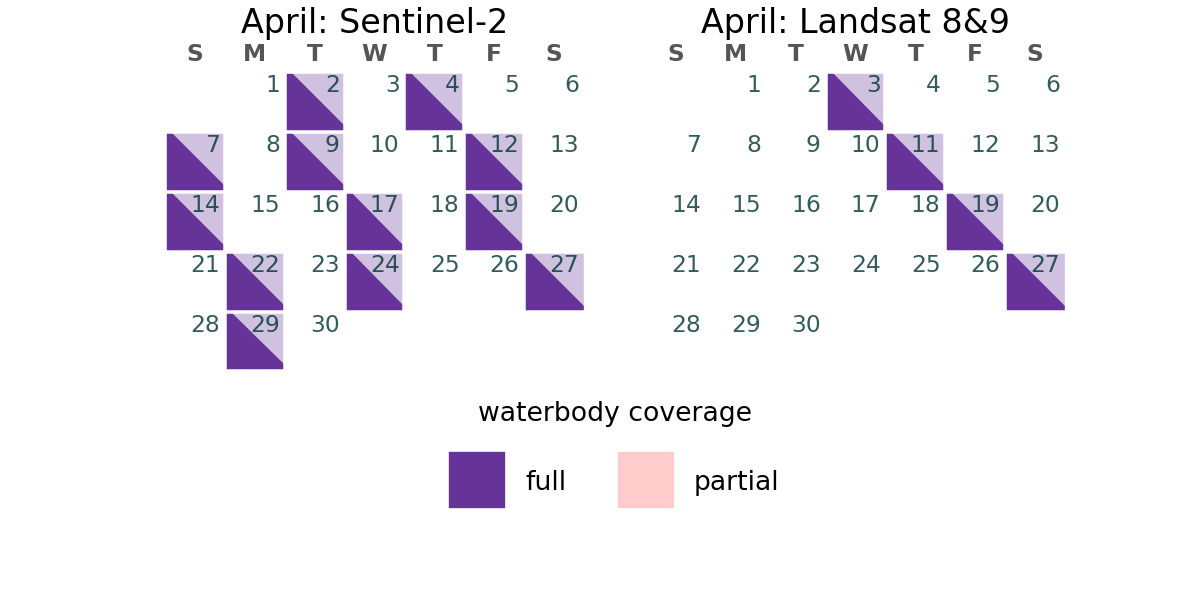 April: Sentinel-2
S M T W T F S
1 2 3 4 5 6
7 8 9 10 11 12 13
14 15 16 17 18 19 20
21 22 23 24 25 26 27
28 29 30
April: Landsat 8&9
S M T W T F S
1 2 3 4 5 6
7 8 9 10 11 12 13
14 15 16 17 18 19 20
21 22 23 24 25 26 27
28 29 30
waterbody coverage
full partial